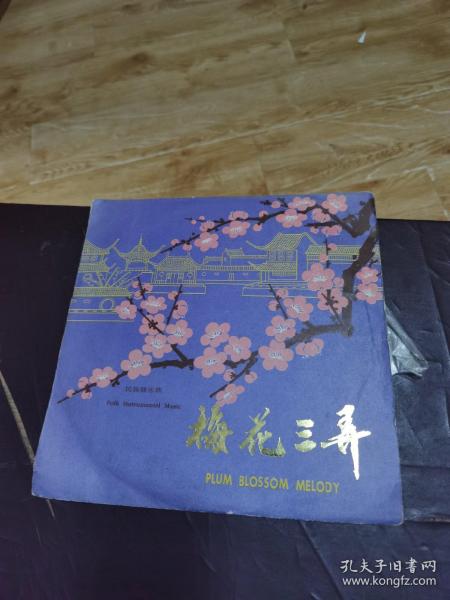 民族器乐曲
Folk Instrumental Music
梅花三弄
PLUM BLOSSOM MELODY
孔夫子旧书网
www.kongfz.com